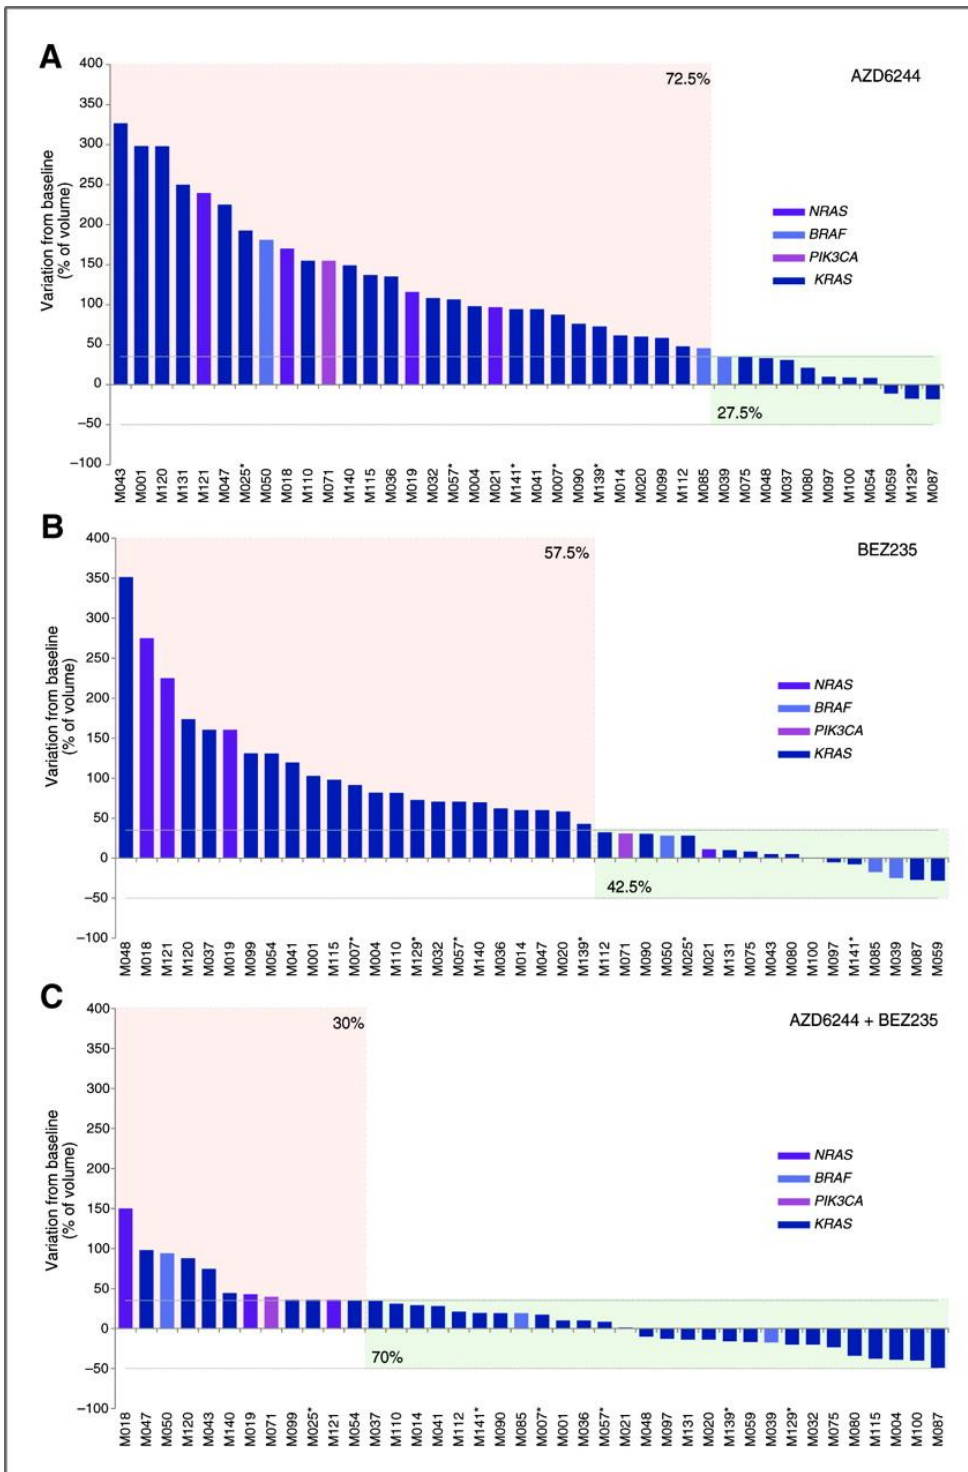 A
AZD6244
Variation from baseline
(% of volume)
400
350
300
250
200
150
100
50
0
−50
−100
72.5%
27.5%
NRAS
BRAF
PIK3CA
KRAS
M043 M001 M120 M131 M121 M047 M025* M050 M018 M110 M071 M140 M115 M036 M019 M032 M057* M004 M021 M141* M041 M007* M090 M139* M014 M020 M099 M112 M085 M039 M075 M048 M037 M080 M097 M100 M054 M059 M129* M087
B
BEZ235
Variation from baseline
(% of volume)
400
350
300
250
200
150
100
50
0
−50
−100
57.5%
42.5%
NRAS
BRAF
PIK3CA
KRAS
M048 M018 M121 M120 M037 M019 M099 M054 M041 M001 M115 M007* M004 M110 M129* M032 M057* M140 M036 M014 M047 M020 M139* M112 M071 M090 M050 M025* M021 M131 M075 M043 M080 M100 M097 M141* M085 M039 M087 M059
C
AZD6244 + BEZ235
Variation from baseline
(% of volume)
400
350
300
250
200
150
100
50
0
−50
−100
30%
70%
NRAS
BRAF
PIK3CA
KRAS
M018 M047 M050 M120 M043 M140 M019 M071 M099 M025* M121 M054 M037 M110 M014 M041 M112 M141* M090 M085 M007* M001 M036 M057* M021 M048 M097 M131 M020 M139* M059 M039 M129* M032 M075 M080 M115 M004 M100 M087